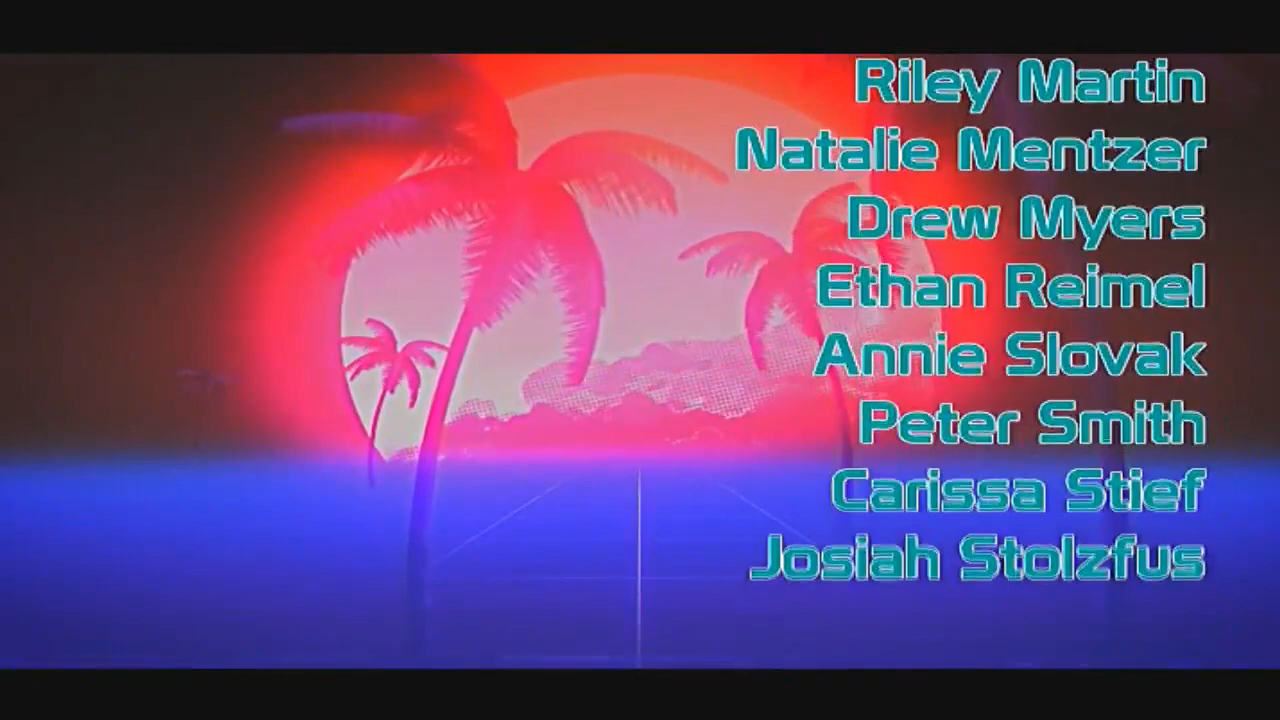 Riley Martin
Natalie Mentzer
Drew Myers
Ethan Reimel
Annie Slovak
Peter Smith
Carissa Stief
Josiah Stolzfus